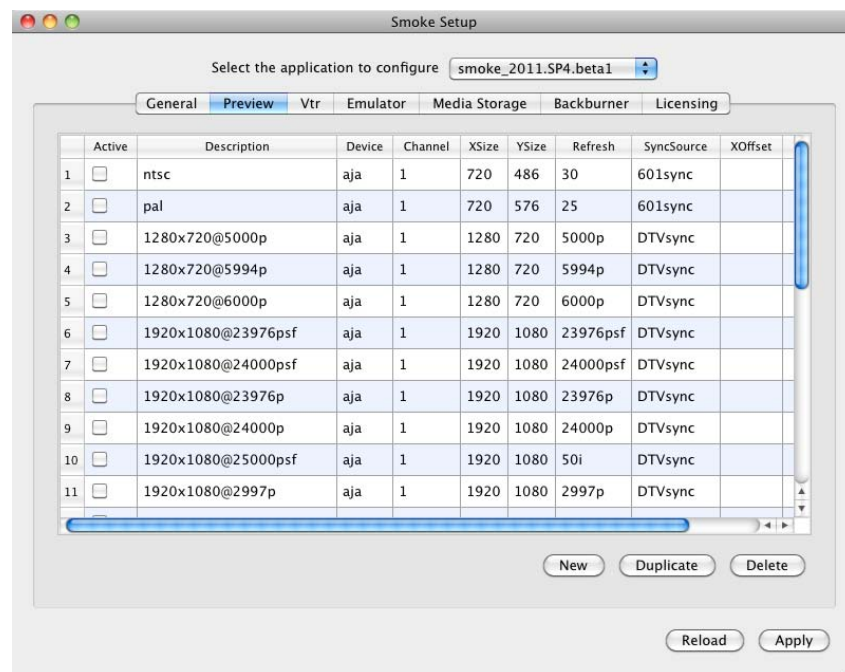 Smoke Setup
Select the application to configure smoke_2011.SP4.beta1
General Preview Vtr Emulator Media Storage Backburner Licensing
Active Description Device Channel XSize YSize Refresh SyncSource XOffset
1 ntsc aja 1 720 486 30 601sync
2 pal aja 1 720 576 25 601sync
3 1280x720@5000p aja 1 1280 720 5000p DTVsync
4 1280x720@5994p aja 1 1280 720 5994p DTVsync
5 1280x720@6000p aja 1 1280 720 6000p DTVsync
6 1920x1080@23976psf aja 1 1920 1080 23976psf DTVsync
7 1920x1080@24000psf aja 1 1920 1080 24000psf DTVsync
8 1920x1080@23976p aja 1 1920 1080 23976p DTVsync
9 1920x1080@24000p aja 1 1920 1080 24000p DTVsync
10 1920x1080@25000psf aja 1 1920 1080 50i DTVsync
11 1920x1080@2997p aja 1 1920 1080 2997p DTVsync
New Duplicate Delete
Reload Apply